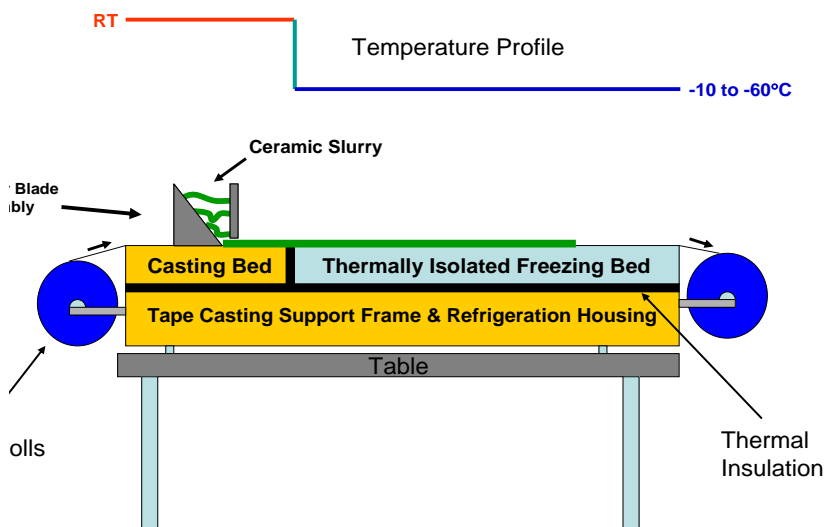 RT
Temperature Profile
-10 to -60°C
Ceramic Slurry
Blade
Casting Bed
Thermally Isolated Freezing Bed
Tape Casting Support Frame & Refrigeration Housing
Table
olls
Thermal
Insulation